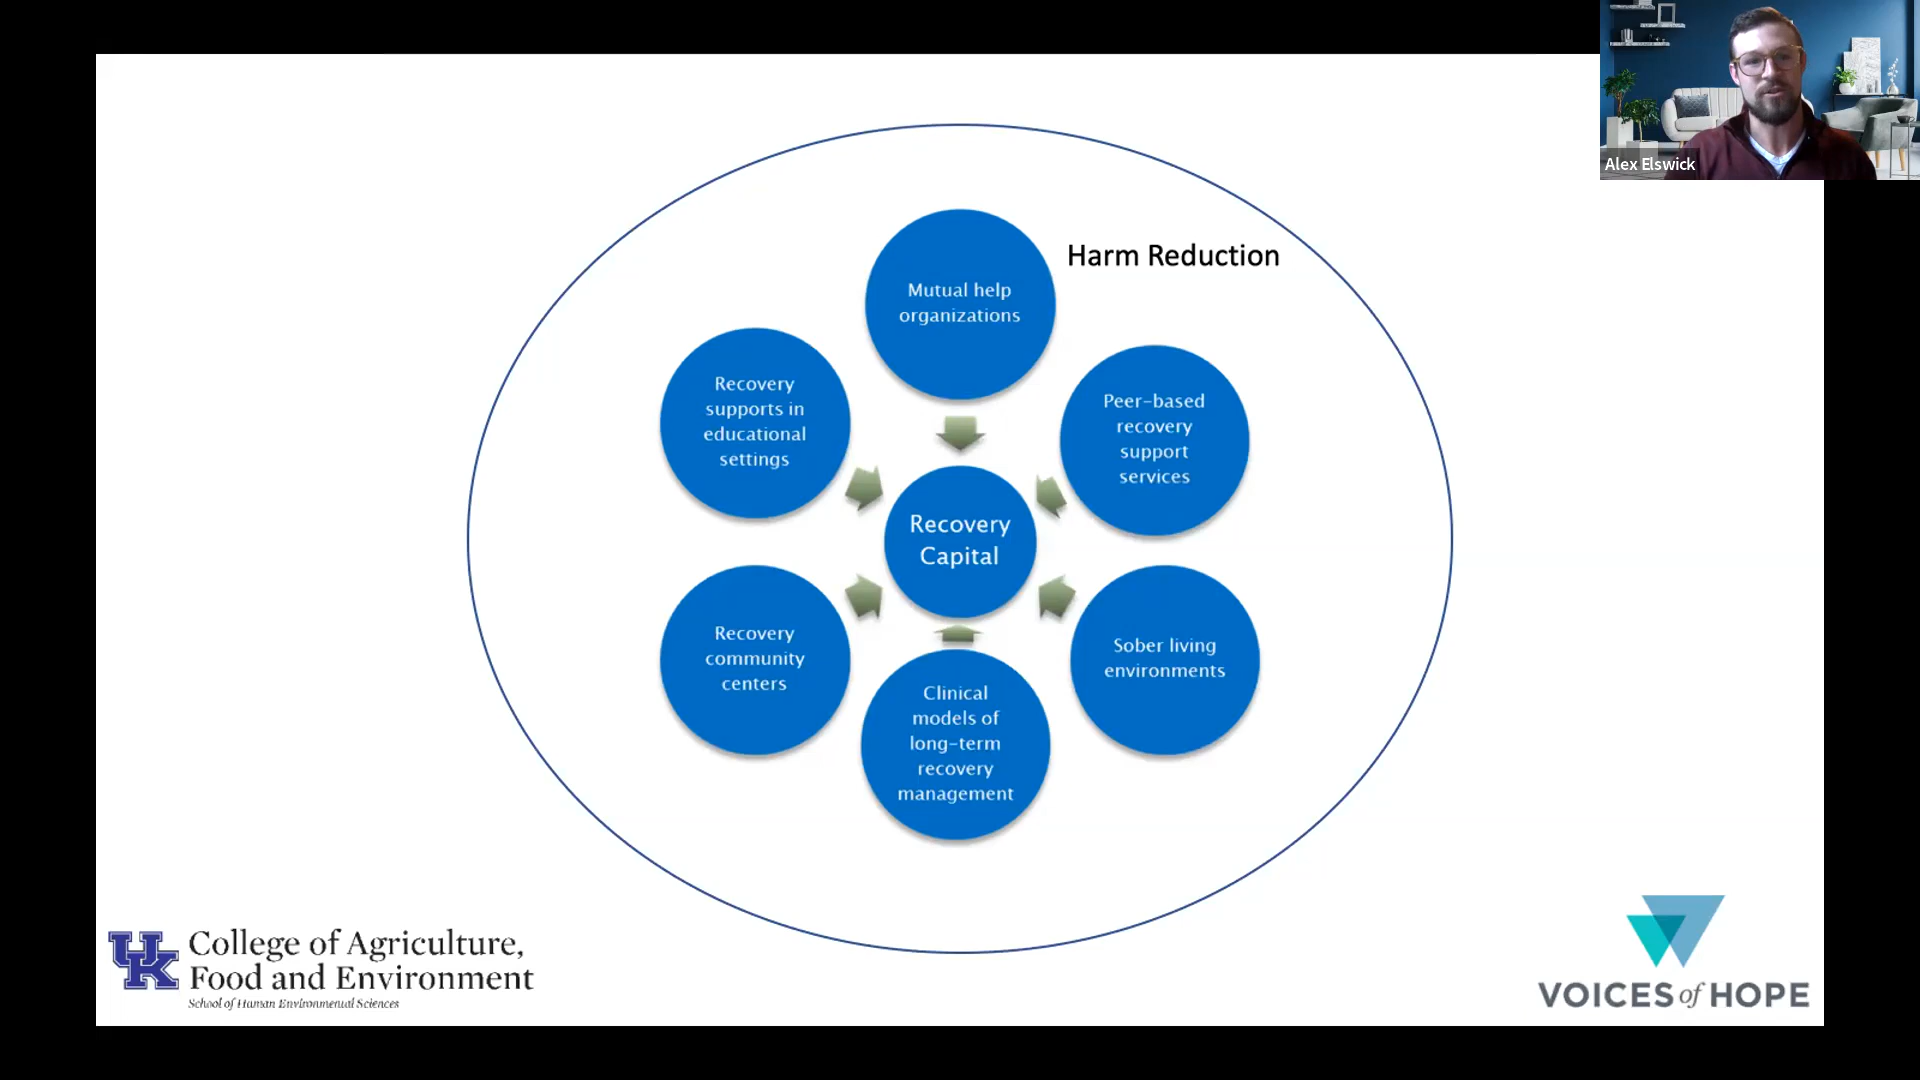 Alex Elswick
Harm Reduction
Mutual help
organizations
Recovery
supports in
educational
settings
Peer-based
recovery
support
services
Recovery
Capital
Recovery
community
centers
Sober living
environments
Clinical
models of
long-term
recovery
management
UK
College of Agriculture,
Food and Environment
School of Human Environmental Sciences
VOICES of HOPE